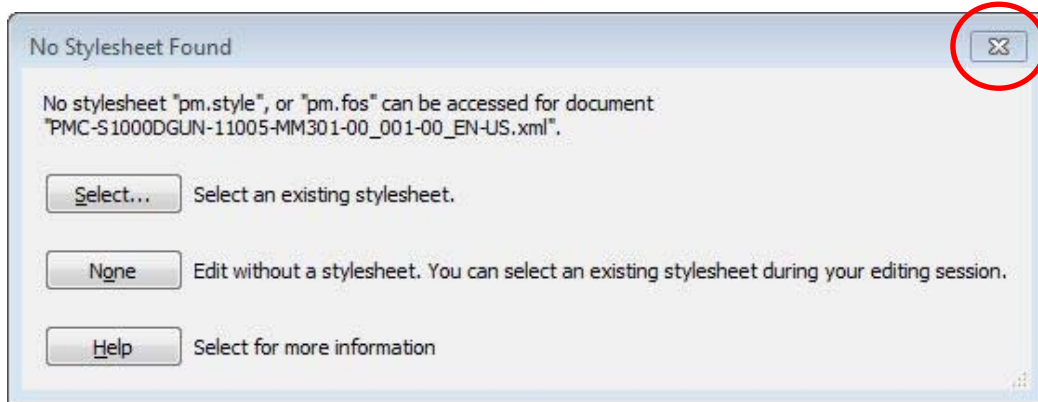 No Stylesheet Found
No stylesheet "pm.style", or "pm.fos" can be accessed for document
"PMC-S1000DGUN-11005-MM301-00_001-00_EN-US.xml".
Select... Select an existing stylesheet.
None Edit without a stylesheet. You can select an existing stylesheet during your editing session.
Help Select for more information